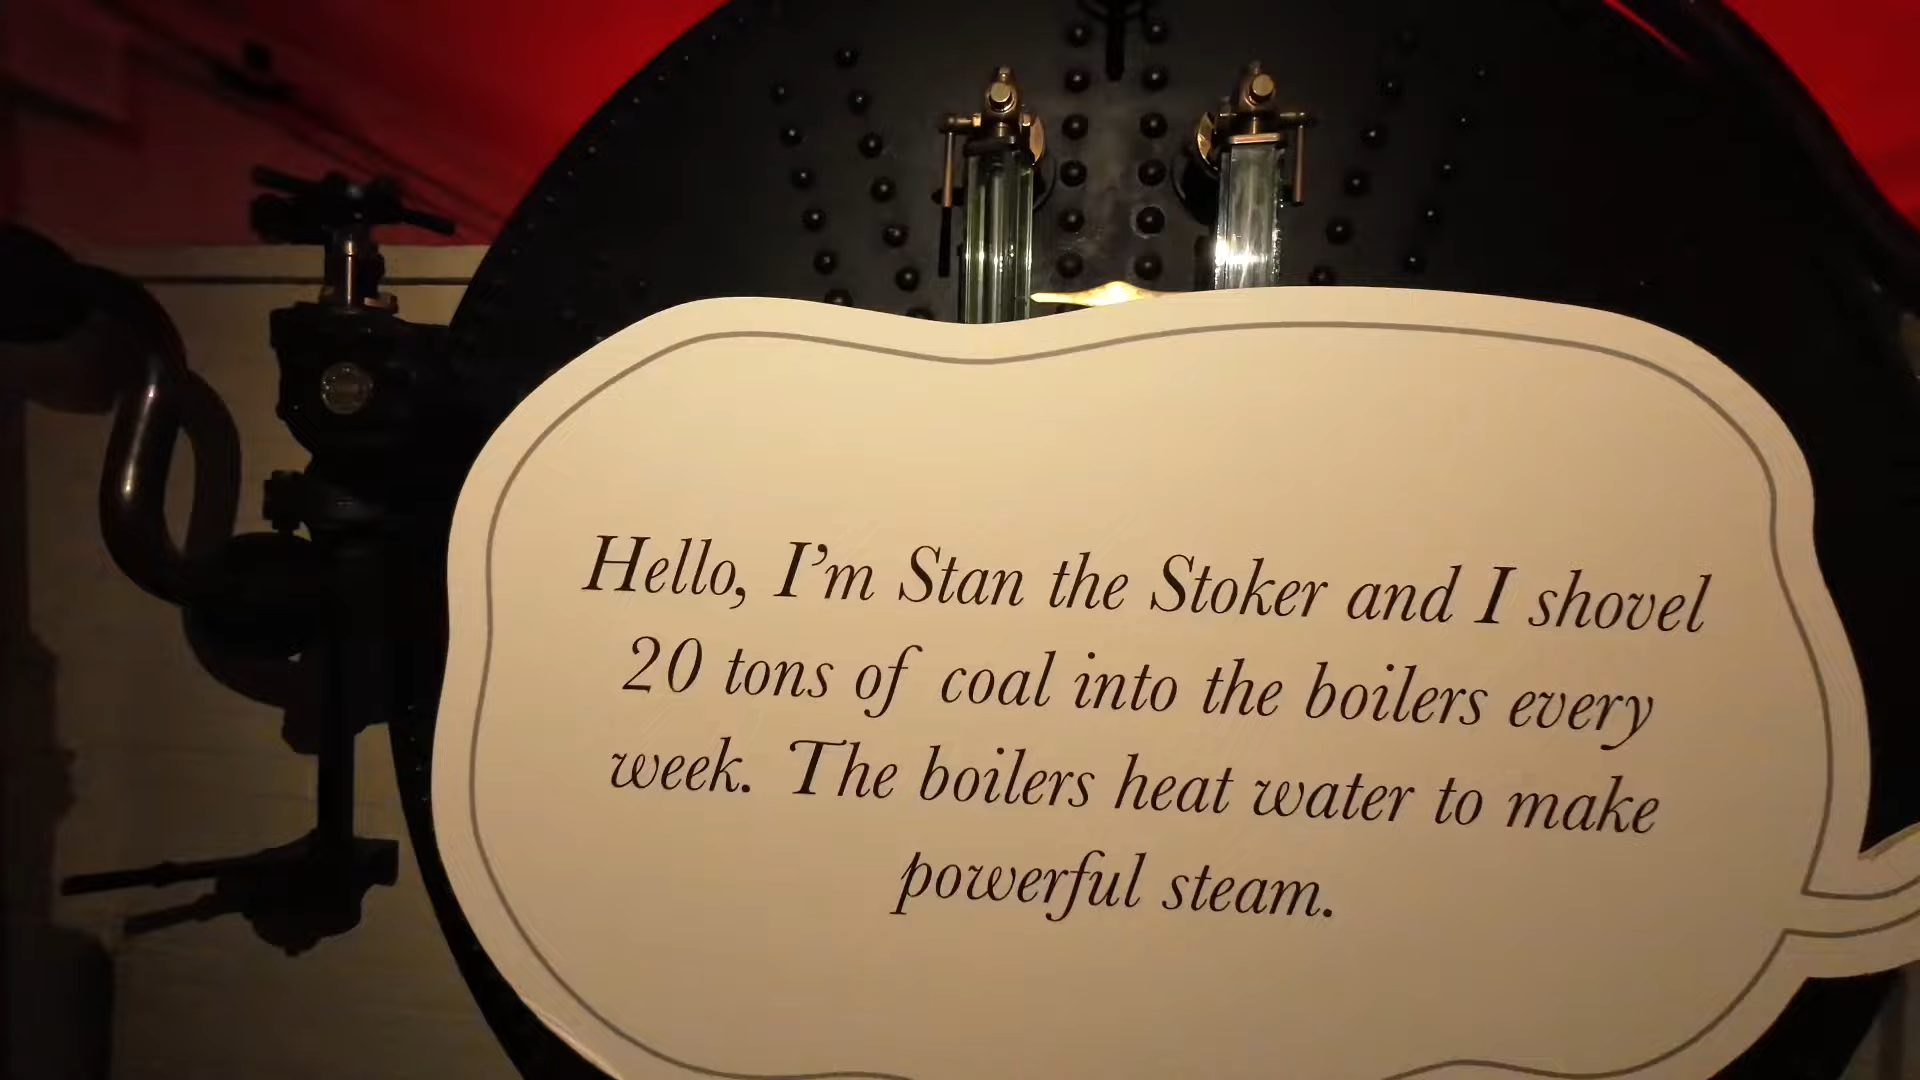 Hello, I'm Stan the Stoker and I shovel
20 tons of coal into the boilers every
week. The boilers heat water to make
powerful steam.